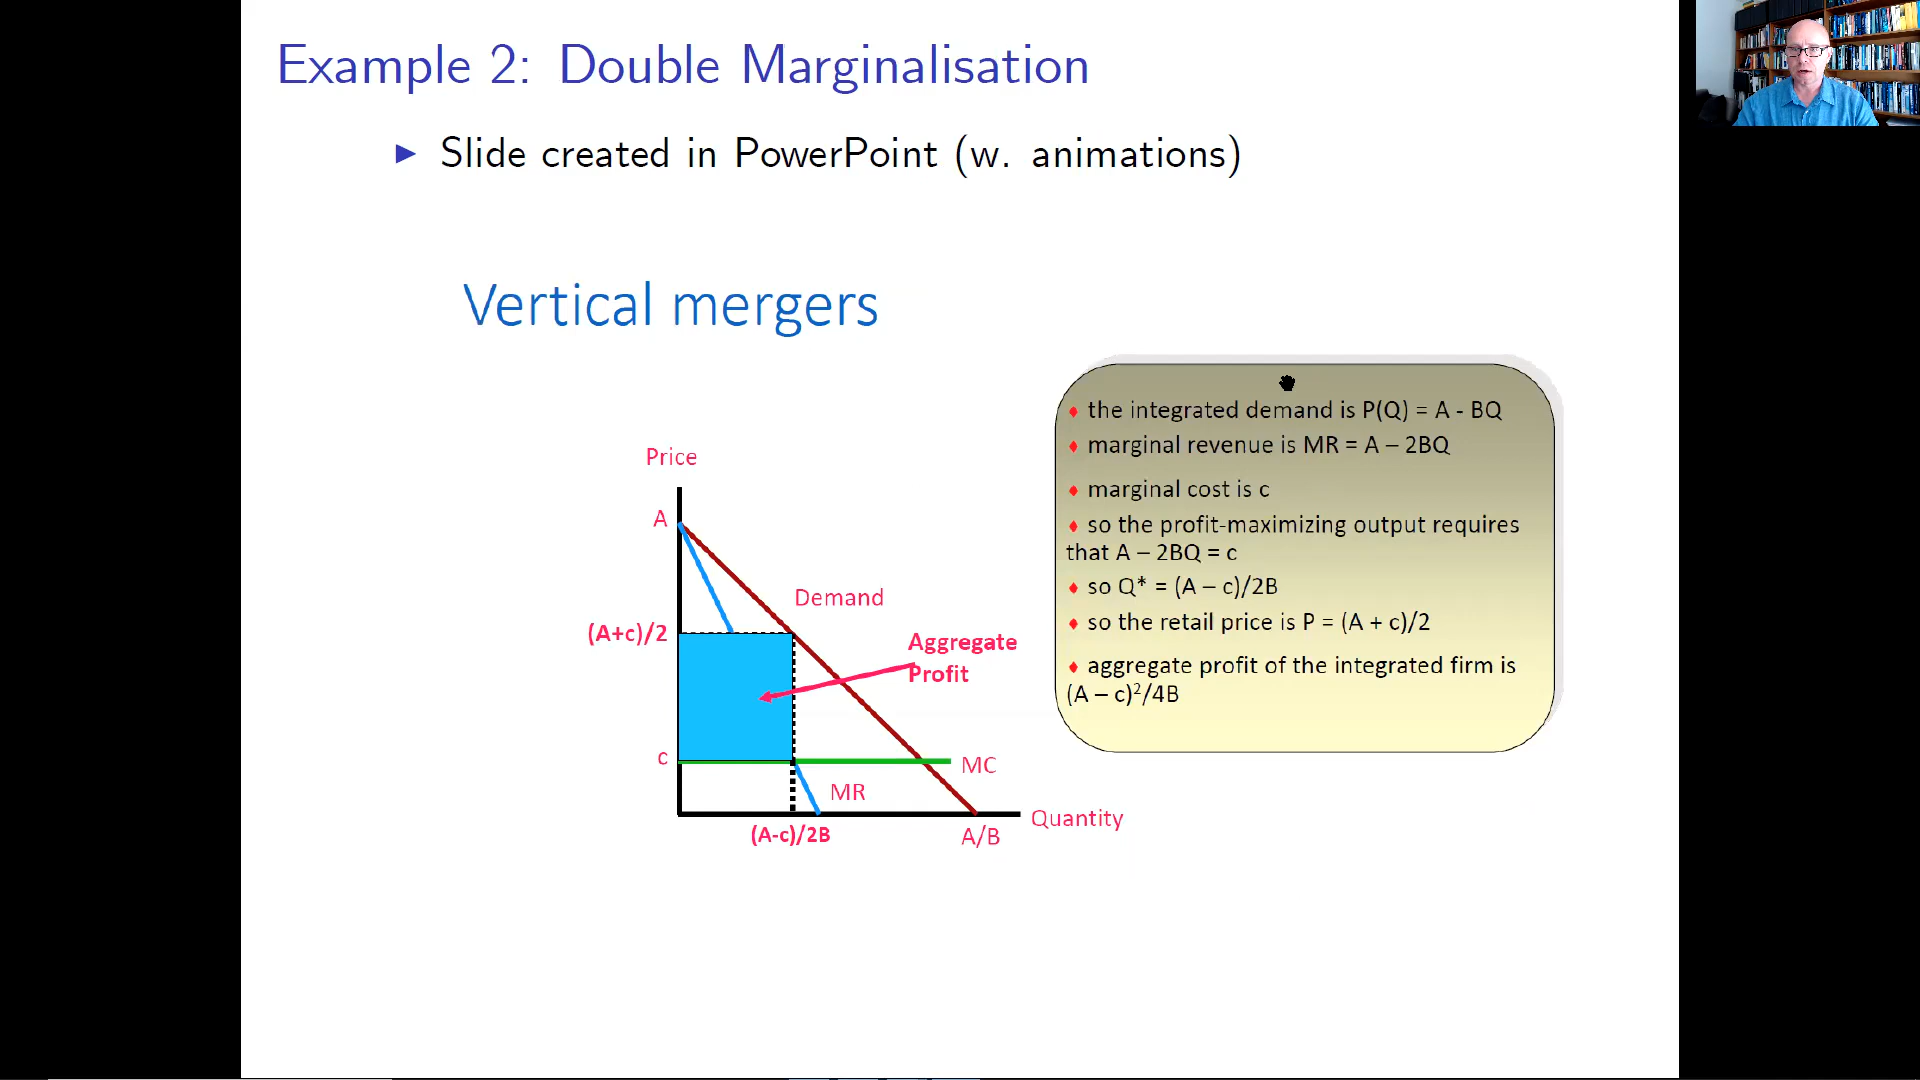 Example 2: Double Marginalisation
▶ Slide created in PowerPoint (w. animations)
Vertical mergers
♦ the integrated demand is P(Q) = A - BQ
♦ marginal revenue is MR = A – 2BQ
♦ marginal cost is c
♦ so the profit-maximizing output requires
that A – 2BQ = c
♦ so Q* = (A – c)/2B
♦ so the retail price is P = (A + c)/2
♦ aggregate profit of the integrated firm is
(A – c)²/4B
Price
A
Demand
(A+c)/2
Aggregate
Profit
c
MC
MR
Quantity
(A-c)/2B
A/B